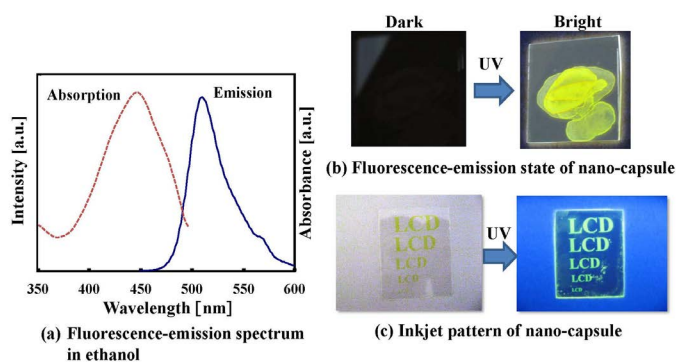 Absorption
Emission
Intensity [a.u.]
Absorbance [a.u.]
350 400 450 500 550 600
Wavelength [nm]
(a) Fluorescence-emission spectrum
in ethanol
Dark
Bright
UV
(b) Fluorescence-emission state of nano-capsule
LCD
LCD
LCD
LCD
LCD
UV
LCD
LCD
LCD
LCD
LCD
(c) Inkjet pattern of nano-capsule